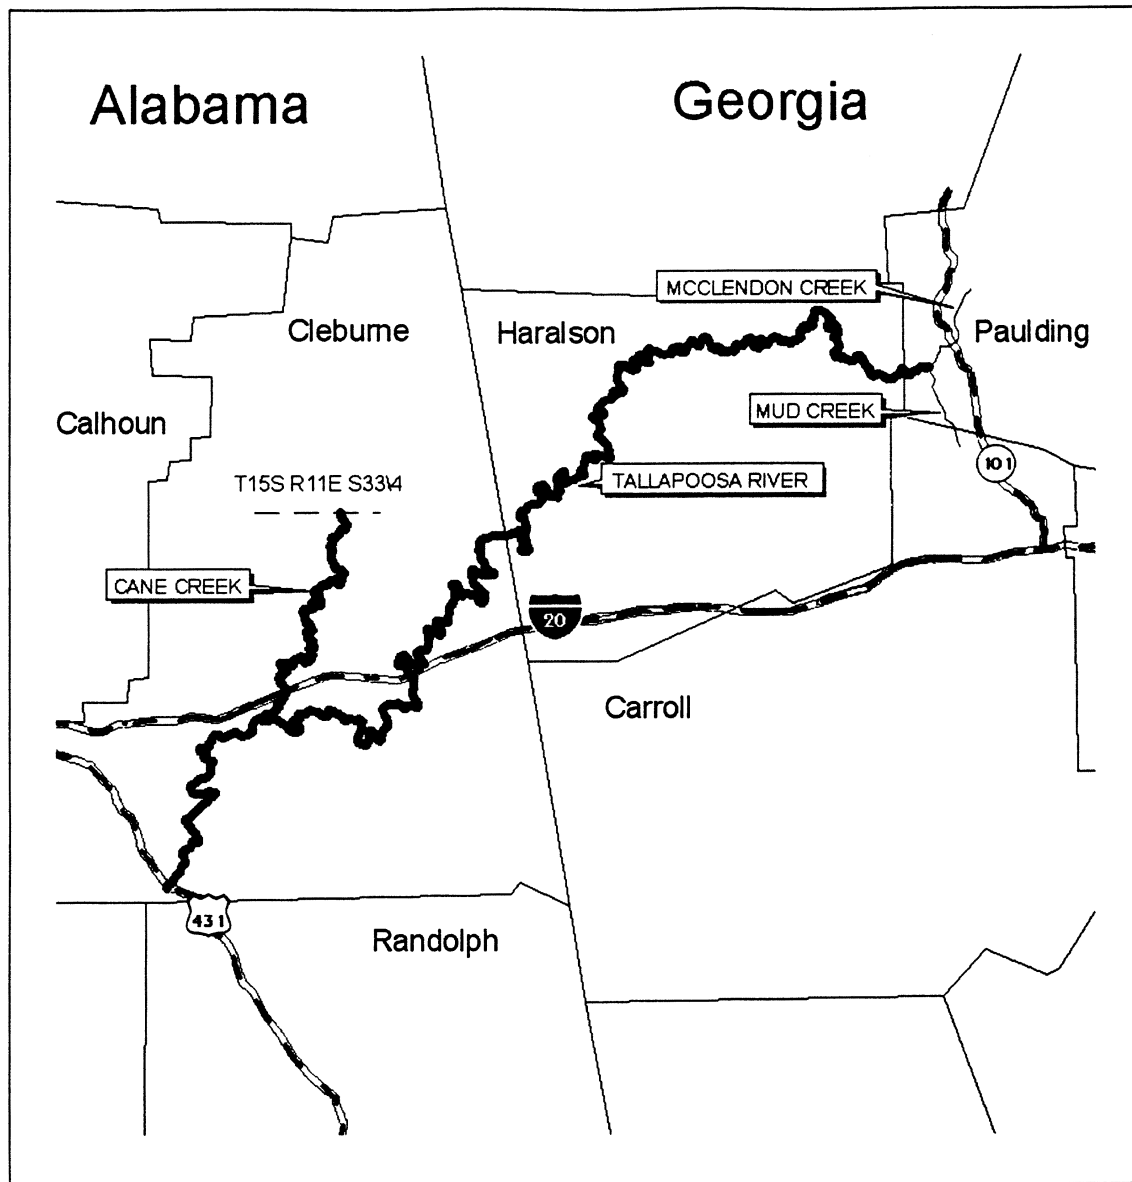 Alabama
Georgia
MCCLENDON CREEK
Cleburne
Haralson
Paulding
Calhoun
MUD CREEK
101
T15S R11E S33\4
TALLAPOOSA RIVER
CANE CREEK
20
Carroll
431
Randolph